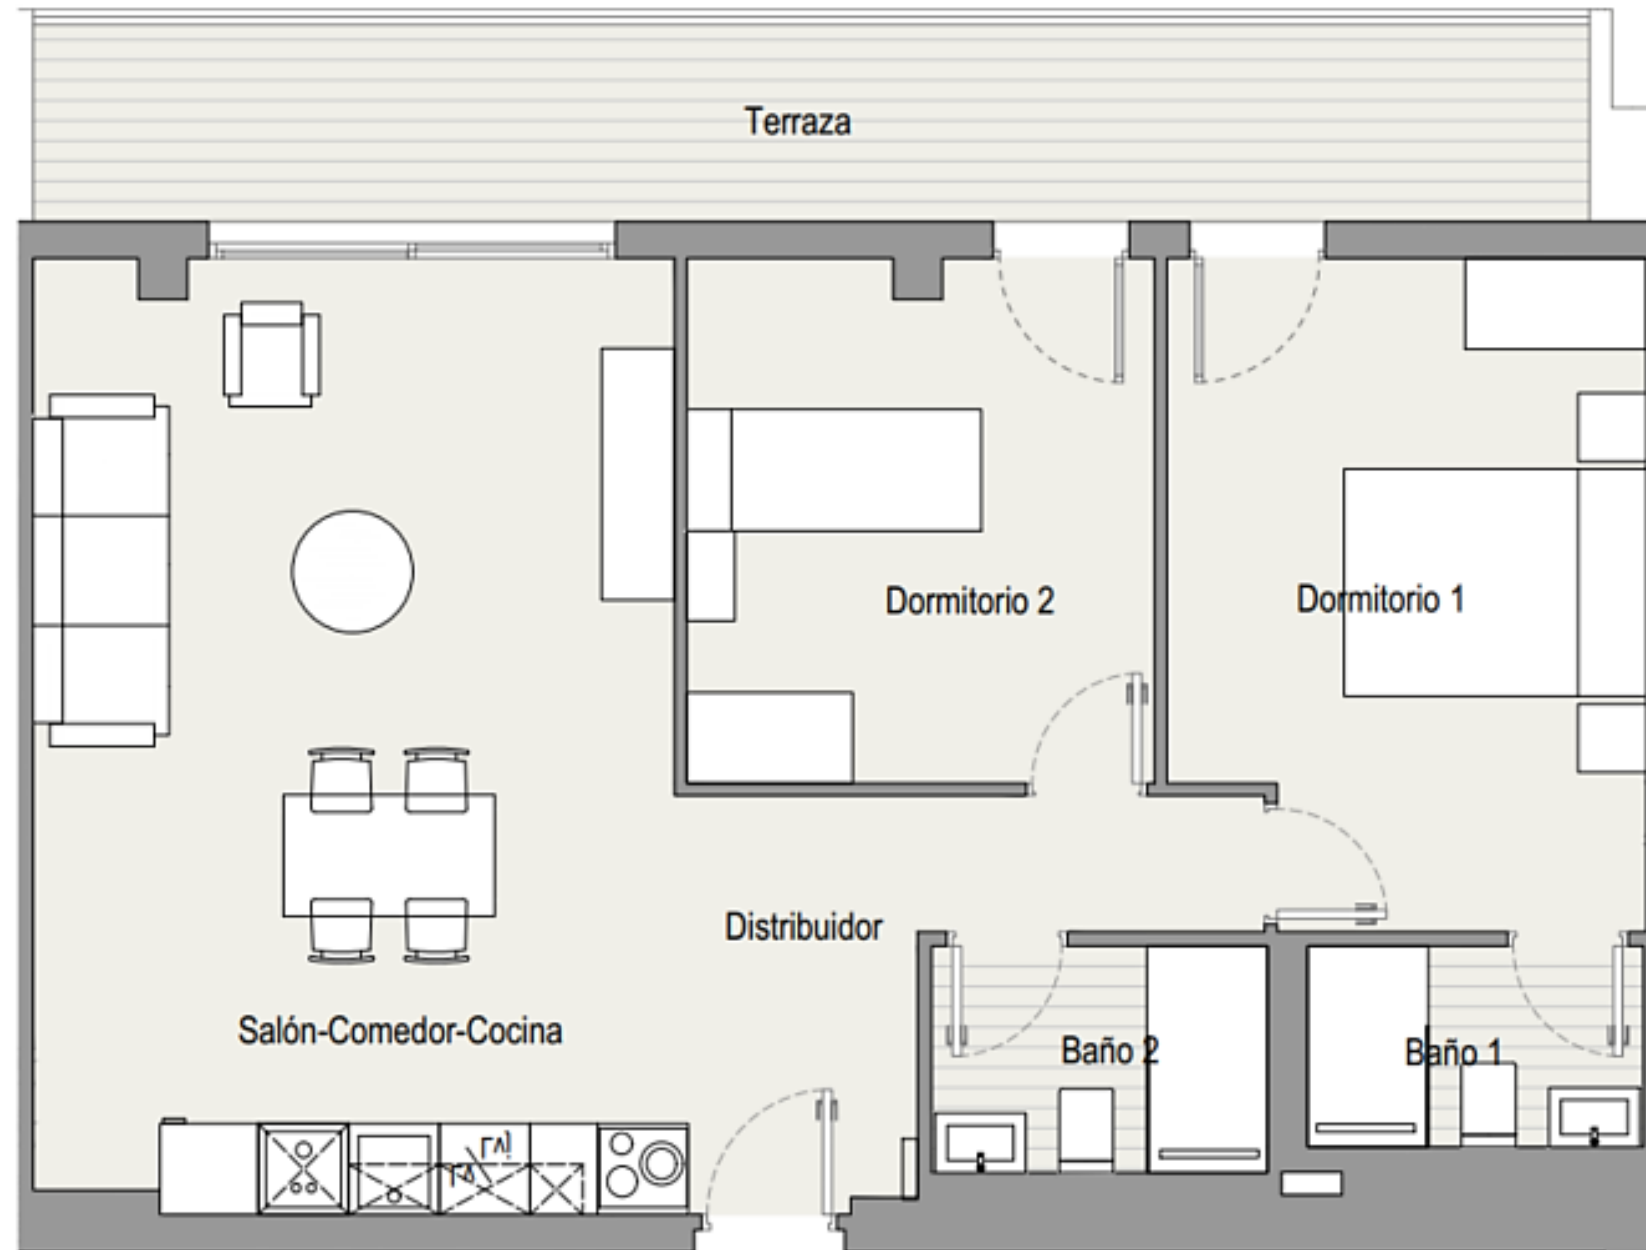 Terraza
Dormitorio 2
Dormitorio 1
Distribuidor
Salón-Comedor-Cocina
Baño 2
Baño 1